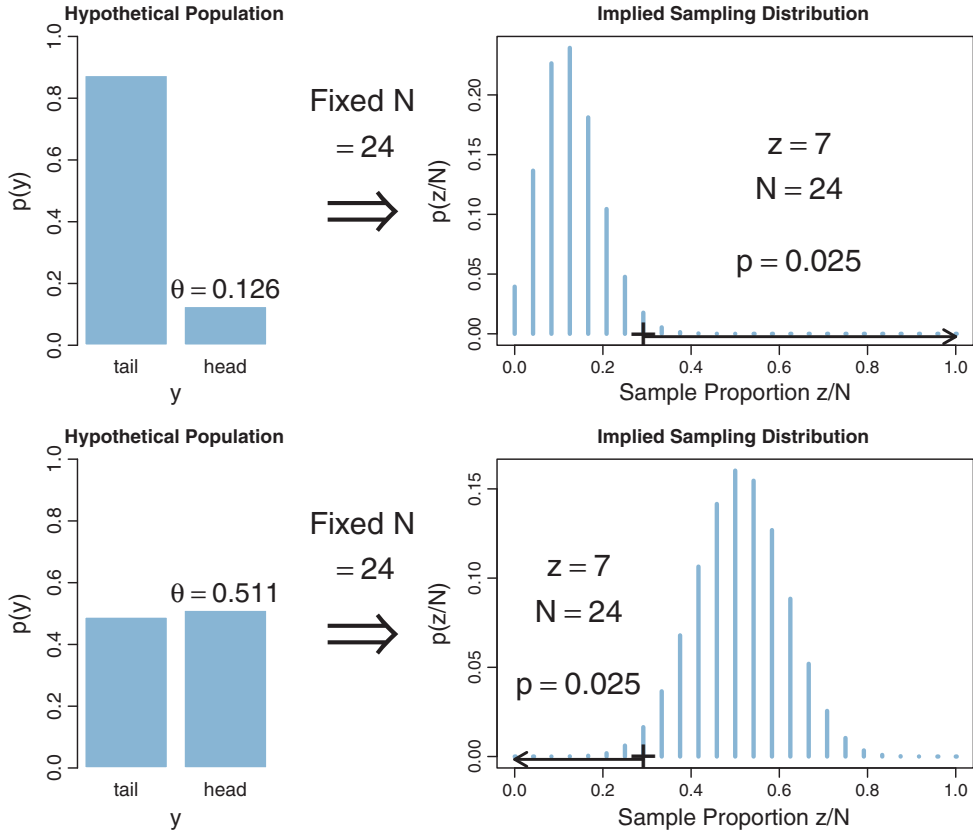 Hypothetical Population
1.0
0.8
0.6
0.4
0.2
0.0
p(y)
θ = 0.126
tail head
y
Fixed N
= 24
Implied Sampling Distribution
0.20
0.15
0.10
0.05
0.00
p(z/N)
z = 7
N = 24
p = 0.025
0.0 0.2 0.4 0.6 0.8 1.0
Sample Proportion z/N
Hypothetical Population
1.0
0.8
0.6
0.4
0.2
0.0
p(y)
θ = 0.511
tail head
y
Fixed N
= 24
Implied Sampling Distribution
0.15
0.10
0.05
0.00
p(z/N)
z = 7
N = 24
p = 0.025
0.0 0.2 0.4 0.6 0.8 1.0
Sample Proportion z/N